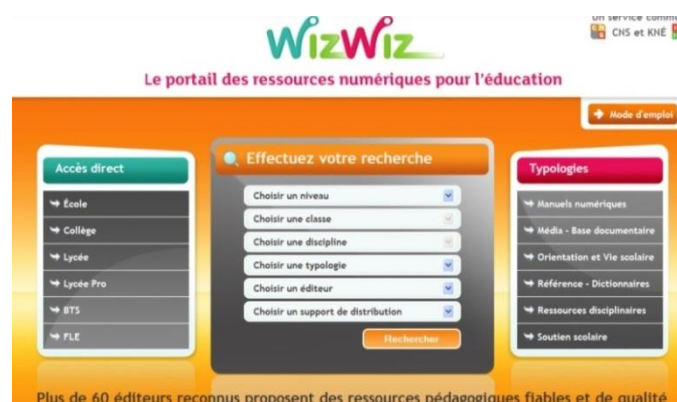 Un service commun
CNS et KNÉ
WizWiz
Le portail des ressources numériques pour l'éducation
Mode d'emploi
Accès direct
École
Collège
Lycée
Lycée Pro
BTS
FLE
Effectuez votre recherche
Choisir un niveau
Choisir une classe
Choisir une discipline
Choisir une typologie
Choisir un éditeur
Choisir un support de distribution
Rechercher
Typologies
Manuels numériques
Média - Base documentaire
Orientation et Vie scolaire
Référence - Dictionnaires
Ressources disciplinaires
Soutien scolaire
Plus de 60 éditeurs reconnus proposent des ressources pédagogiques fiables et de qualité